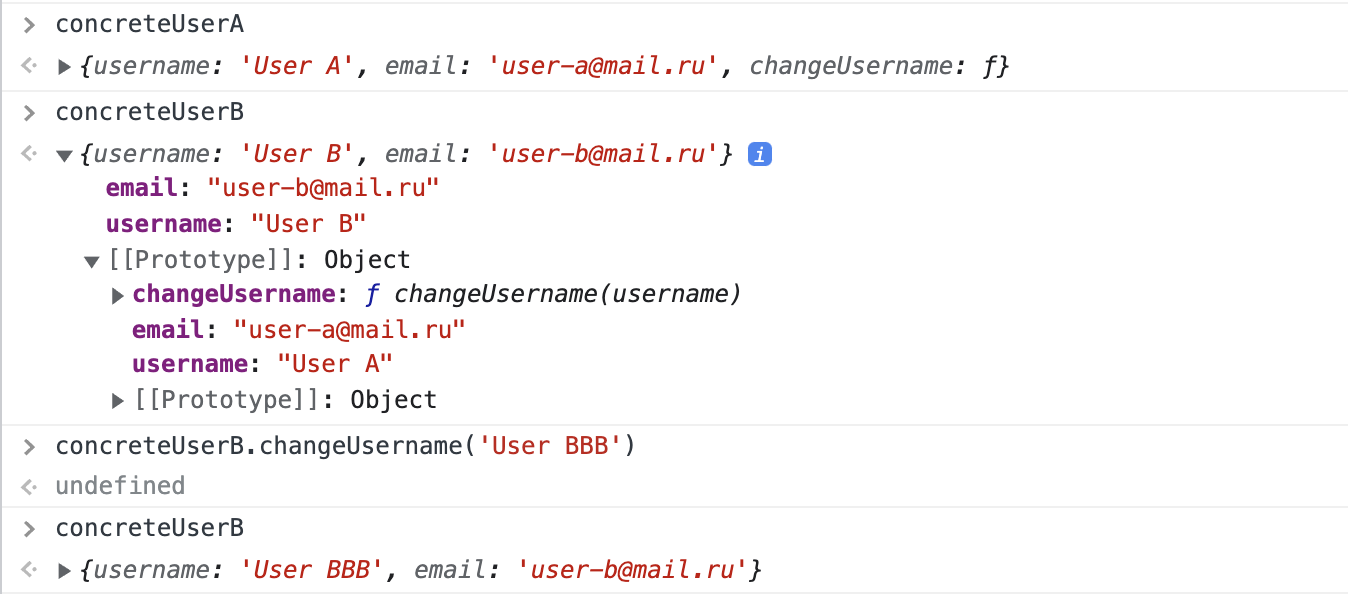 > concreteUserA
{username: 'User A', email: 'user-a@mail.ru', changeUsername: ƒ}
> concreteUserB
{username: 'User B', email: 'user-b@mail.ru'} i
email: "user-b@mail.ru"
username: "User B"
[[Prototype]]: Object
changeUsername: ƒ changeUsername(username)
email: "user-a@mail.ru"
username: "User A"
[[Prototype]]: Object
> concreteUserB.changeUsername('User BBB')
undefined
> concreteUserB
{username: 'User BBB', email: 'user-b@mail.ru'}